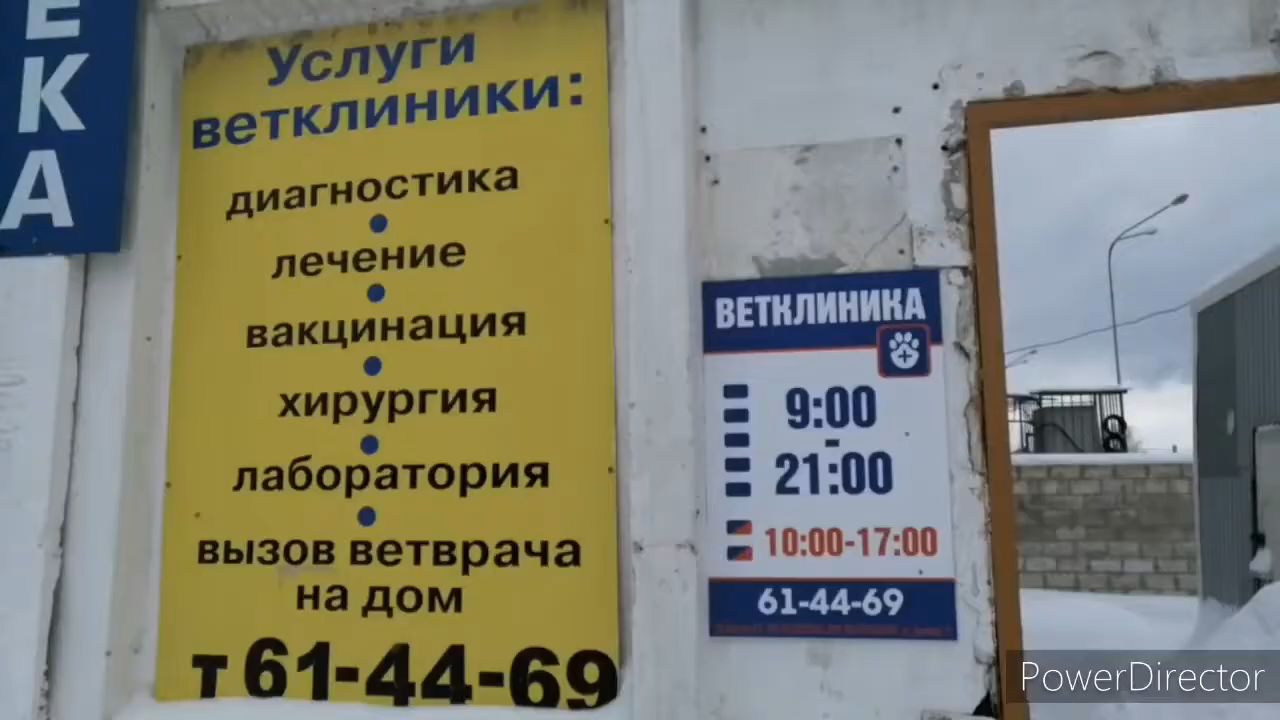 ЕКА
Услуги
ветклиники:
диагностика
лечение
вакцинация
хирургия
лаборатория
вызов ветврача
на дом
т 61-44-69
ВЕТКЛИНИКА
9:00
-
21:00
10:00-17:00
61-44-69
PowerDirector